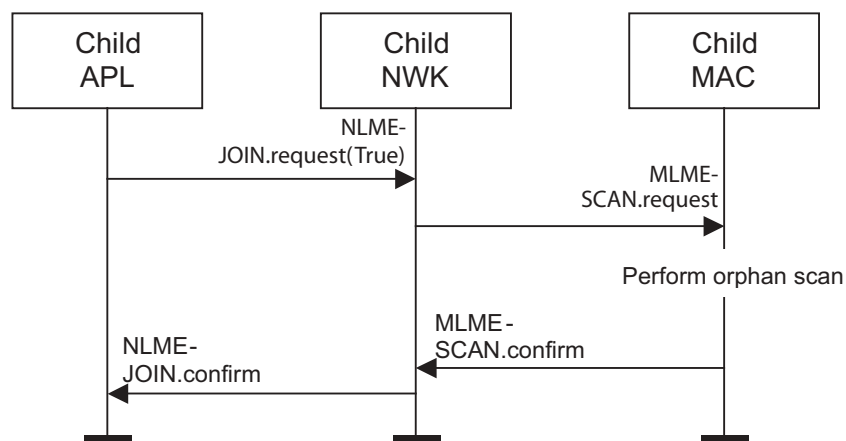 Child
APL
Child
NWK
Child
MAC
NLME-
JOIN.request(True)
MLME-
SCAN.request
Perform orphan scan
MLME-
SCAN.confirm
NLME-
JOIN.confirm